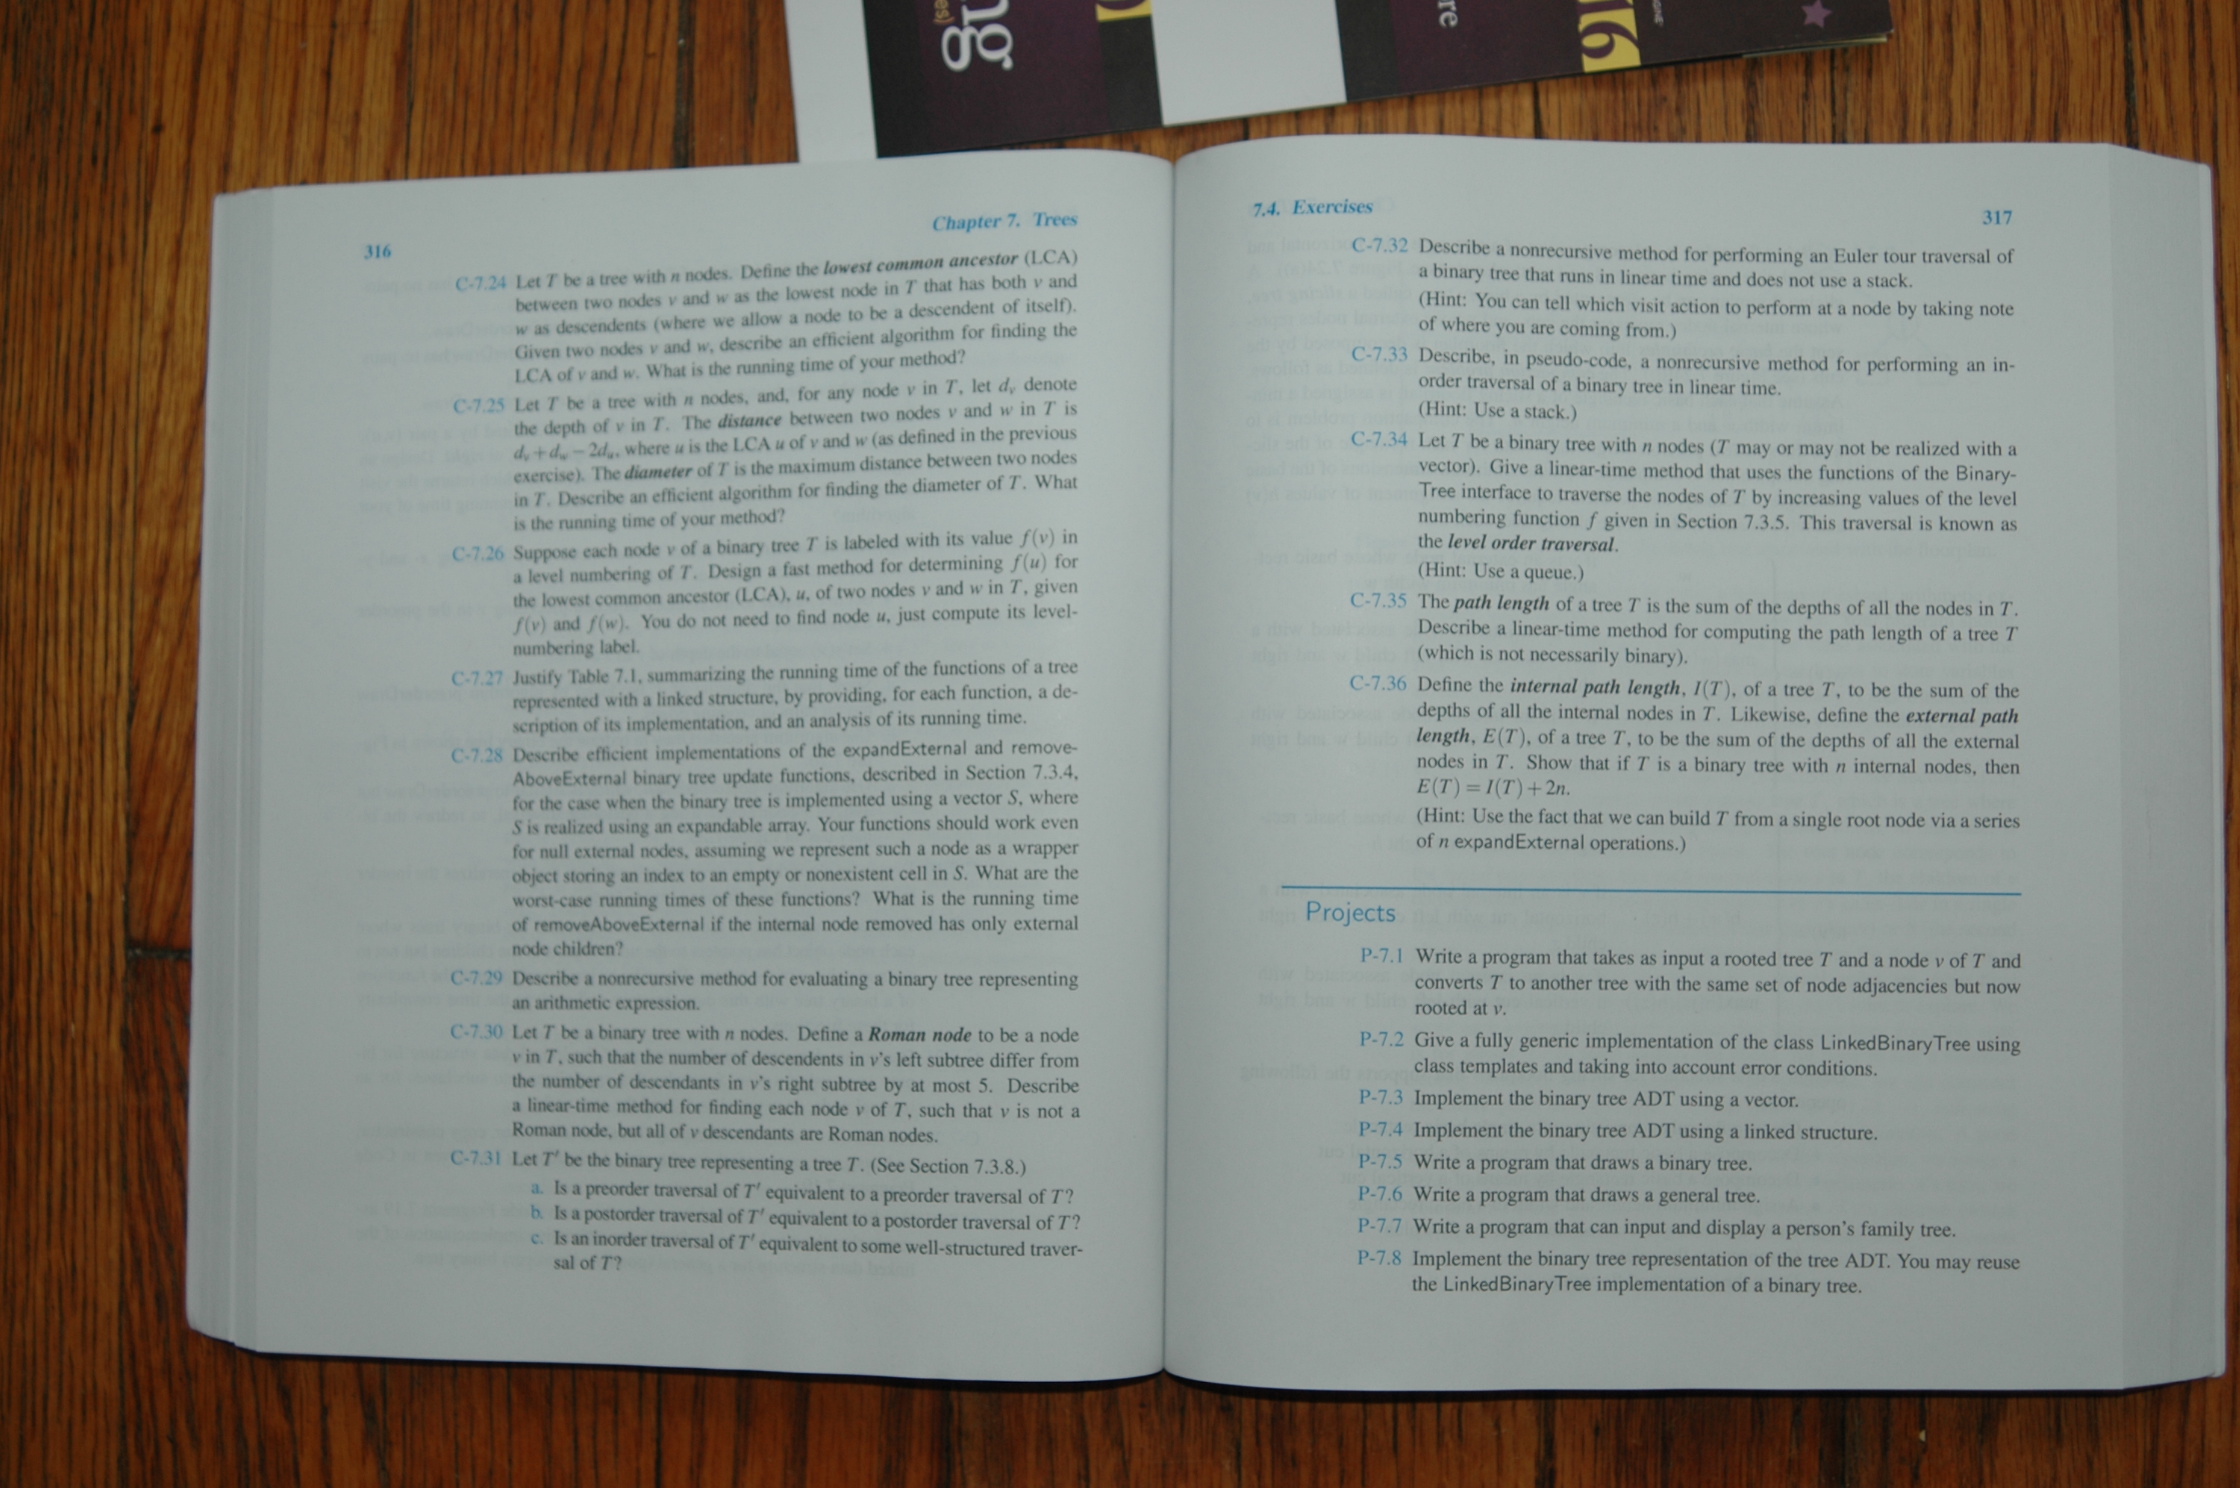 316
Chapter 7. Trees
C-7.24 Let T be a tree with n nodes. Define the lowest common ancestor (LCA)
between two nodes v and w as the lowest node in T that has both v and
w as descendents (where we allow a node to be a descendent of itself).
Given two nodes v and w, describe an efficient algorithm for finding the
LCA of v and w. What is the running time of your method?
C-7.25 Let T be a tree with n nodes, and, for any node v in T, let dv denote
the depth of v in T. The distance between two nodes v and w in T is
dv + dw − 2du, where u is the LCA u of v and w (as defined in the previous
exercise). The diameter of T is the maximum distance between two nodes
in T. Describe an efficient algorithm for finding the diameter of T. What
is the running time of your method?
C-7.26 Suppose each node v of a binary tree T is labeled with its value f(v) in
a level numbering of T. Design a fast method for determining f(u) for
the lowest common ancestor (LCA), u, of two nodes v and w in T, given
f(v) and f(w). You do not need to find node u, just compute its level-
numbering label.
C-7.27 Justify Table 7.1, summarizing the running time of the functions of a tree
represented with a linked structure, by providing, for each function, a de-
scription of its implementation, and an analysis of its running time.
C-7.28 Describe efficient implementations of the expandExternal and remove-
AboveExternal binary tree update functions, described in Section 7.3.4,
for the case when the binary tree is implemented using a vector S, where
S is realized using an expandable array. Your functions should work even
for null external nodes, assuming we represent such a node as a wrapper
object storing an index to an empty or nonexistent cell in S. What are the
worst-case running times of these functions? What is the running time
of removeAboveExternal if the internal node removed has only external
node children?
C-7.29 Describe a nonrecursive method for evaluating a binary tree representing
an arithmetic expression.
C-7.30 Let T be a binary tree with n nodes. Define a Roman node to be a node
v in T, such that the number of descendents in v's left subtree differ from
the number of descendants in v's right subtree by at most 5. Describe
a linear-time method for finding each node v of T, such that v is not a
Roman node, but all of v descendants are Roman nodes.
C-7.31 Let T′ be the binary tree representing a tree T. (See Section 7.3.8.)
a. Is a preorder traversal of T′ equivalent to a preorder traversal of T?
b. Is a postorder traversal of T′ equivalent to a postorder traversal of T?
c. Is an inorder traversal of T′ equivalent to some well-structured traver-
sal of T?
7.4. Exercises
317
C-7.32 Describe a nonrecursive method for performing an Euler tour traversal of
a binary tree that runs in linear time and does not use a stack.
(Hint: You can tell which visit action to perform at a node by taking note
of where you are coming from.)
C-7.33 Describe, in pseudo-code, a nonrecursive method for performing an in-
order traversal of a binary tree in linear time.
(Hint: Use a stack.)
C-7.34 Let T be a binary tree with n nodes (T may or may not be realized with a
vector). Give a linear-time method that uses the functions of the Binary-
Tree interface to traverse the nodes of T by increasing values of the level
numbering function f given in Section 7.3.5. This traversal is known as
the level order traversal.
(Hint: Use a queue.)
C-7.35 The path length of a tree T is the sum of the depths of all the nodes in T.
Describe a linear-time method for computing the path length of a tree T
(which is not necessarily binary).
C-7.36 Define the internal path length, I(T), of a tree T, to be the sum of the
depths of all the internal nodes in T. Likewise, define the external path
length, E(T), of a tree T, to be the sum of the depths of all the external
nodes in T. Show that if T is a binary tree with n internal nodes, then
E(T) = I(T) + 2n.
(Hint: Use the fact that we can build T from a single root node via a series
of n expandExternal operations.)
Projects
P-7.1 Write a program that takes as input a rooted tree T and a node v of T and
converts T to another tree with the same set of node adjacencies but now
rooted at v.
P-7.2 Give a fully generic implementation of the class LinkedBinaryTree using
class templates and taking into account error conditions.
P-7.3 Implement the binary tree ADT using a vector.
P-7.4 Implement the binary tree ADT using a linked structure.
P-7.5 Write a program that draws a binary tree.
P-7.6 Write a program that draws a general tree.
P-7.7 Write a program that can input and display a person's family tree.
P-7.8 Implement the binary tree representation of the tree ADT. You may reuse
the LinkedBinaryTree implementation of a binary tree.
ng
es)
re
16